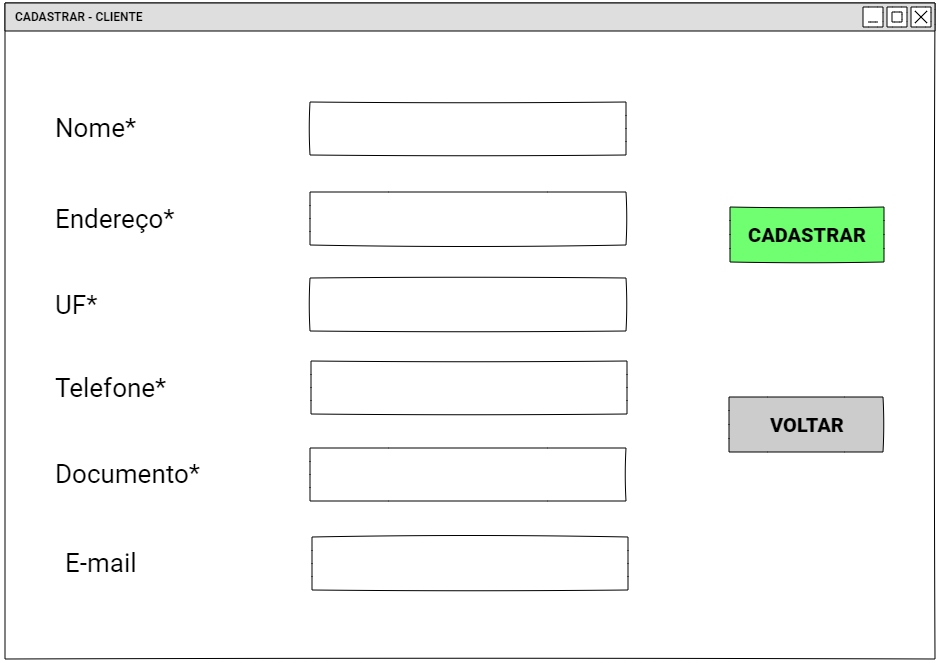 CADASTRAR - CLIENTE
Nome*
Endereço*
CADASTRAR
UF*
Telefone*
VOLTAR
Documento*
E-mail